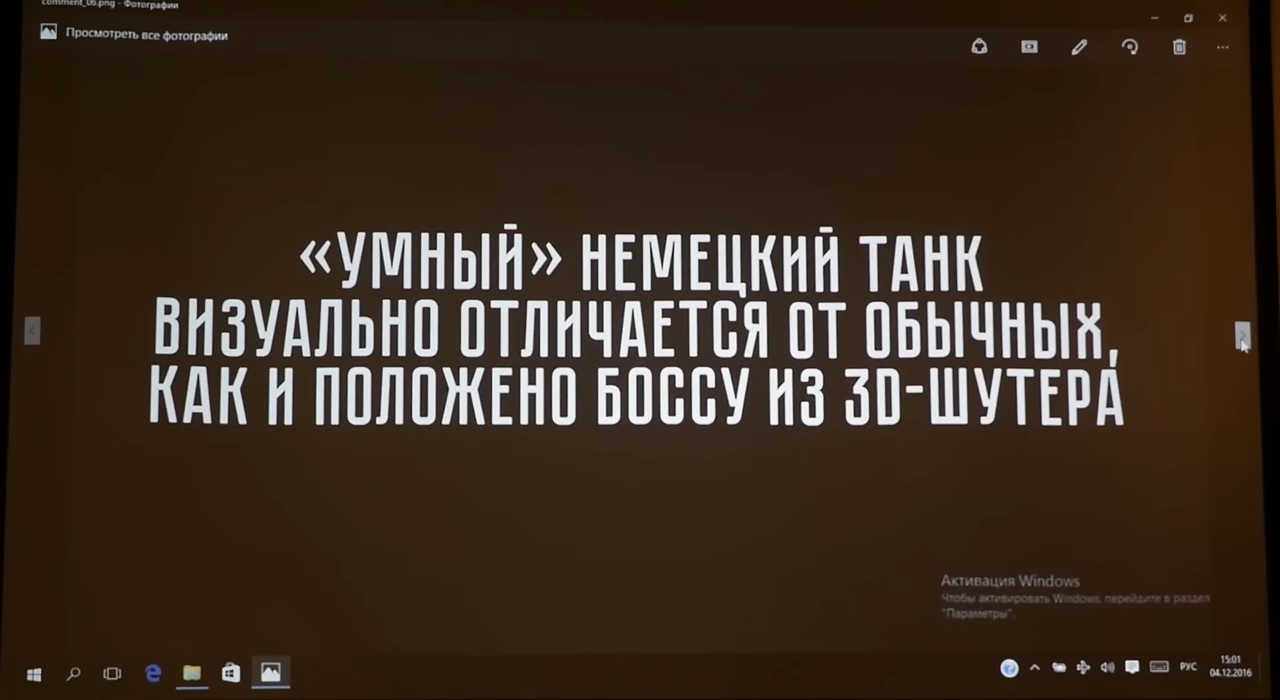 comment_06.png - Фотографии
Просмотреть все фотографии
«УМНЫЙ» НЕМЕЦКИЙ ТАНК
ВИЗУАЛЬНО ОТЛИЧАЕТСЯ ОТ ОБЫЧНЫХ,
КАК И ПОЛОЖЕНО БОССУ ИЗ 3D-ШУТЕРА
Активация Windows
Чтобы активировать Windows, перейдите в раздел
"Параметры".
РУС
15:01
04.12.2016